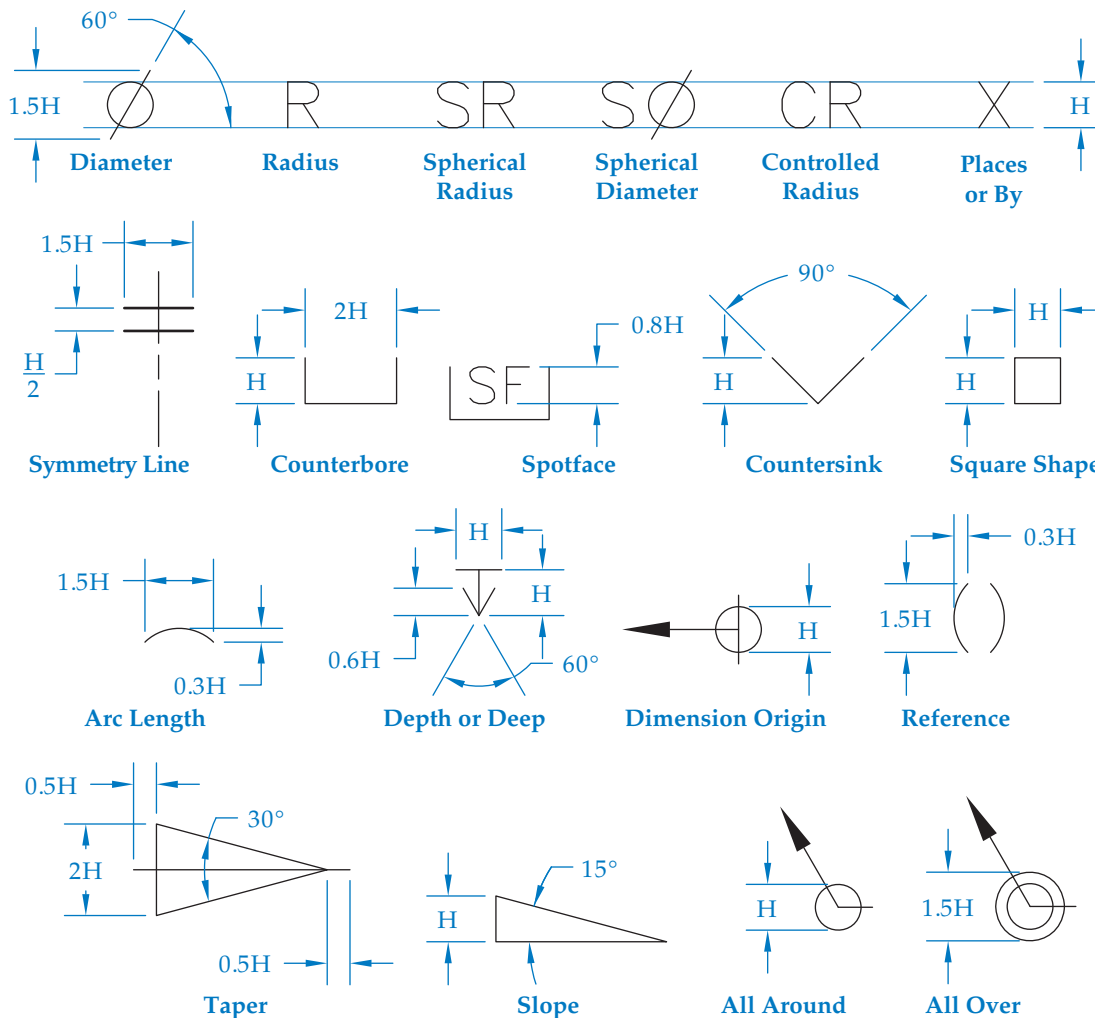 60°
1.5H
Ø R SR SØ CR X
H
Diameter
Radius
Spherical
Radius
Spherical
Diameter
Controlled
Radius
Places
or By
1.5H
H
2
Symmetry Line
2H
H
Counterbore
0.8H
SF
Spotface
90°
H
Countersink
H
H
Square Shape
1.5H
0.3H
Arc Length
H
H
0.6H
60°
Depth or Deep
H
Dimension Origin
0.3H
1.5H
Reference
0.5H
30°
2H
0.5H
Taper
15°
H
Slope
H
All Around
1.5H
All Over